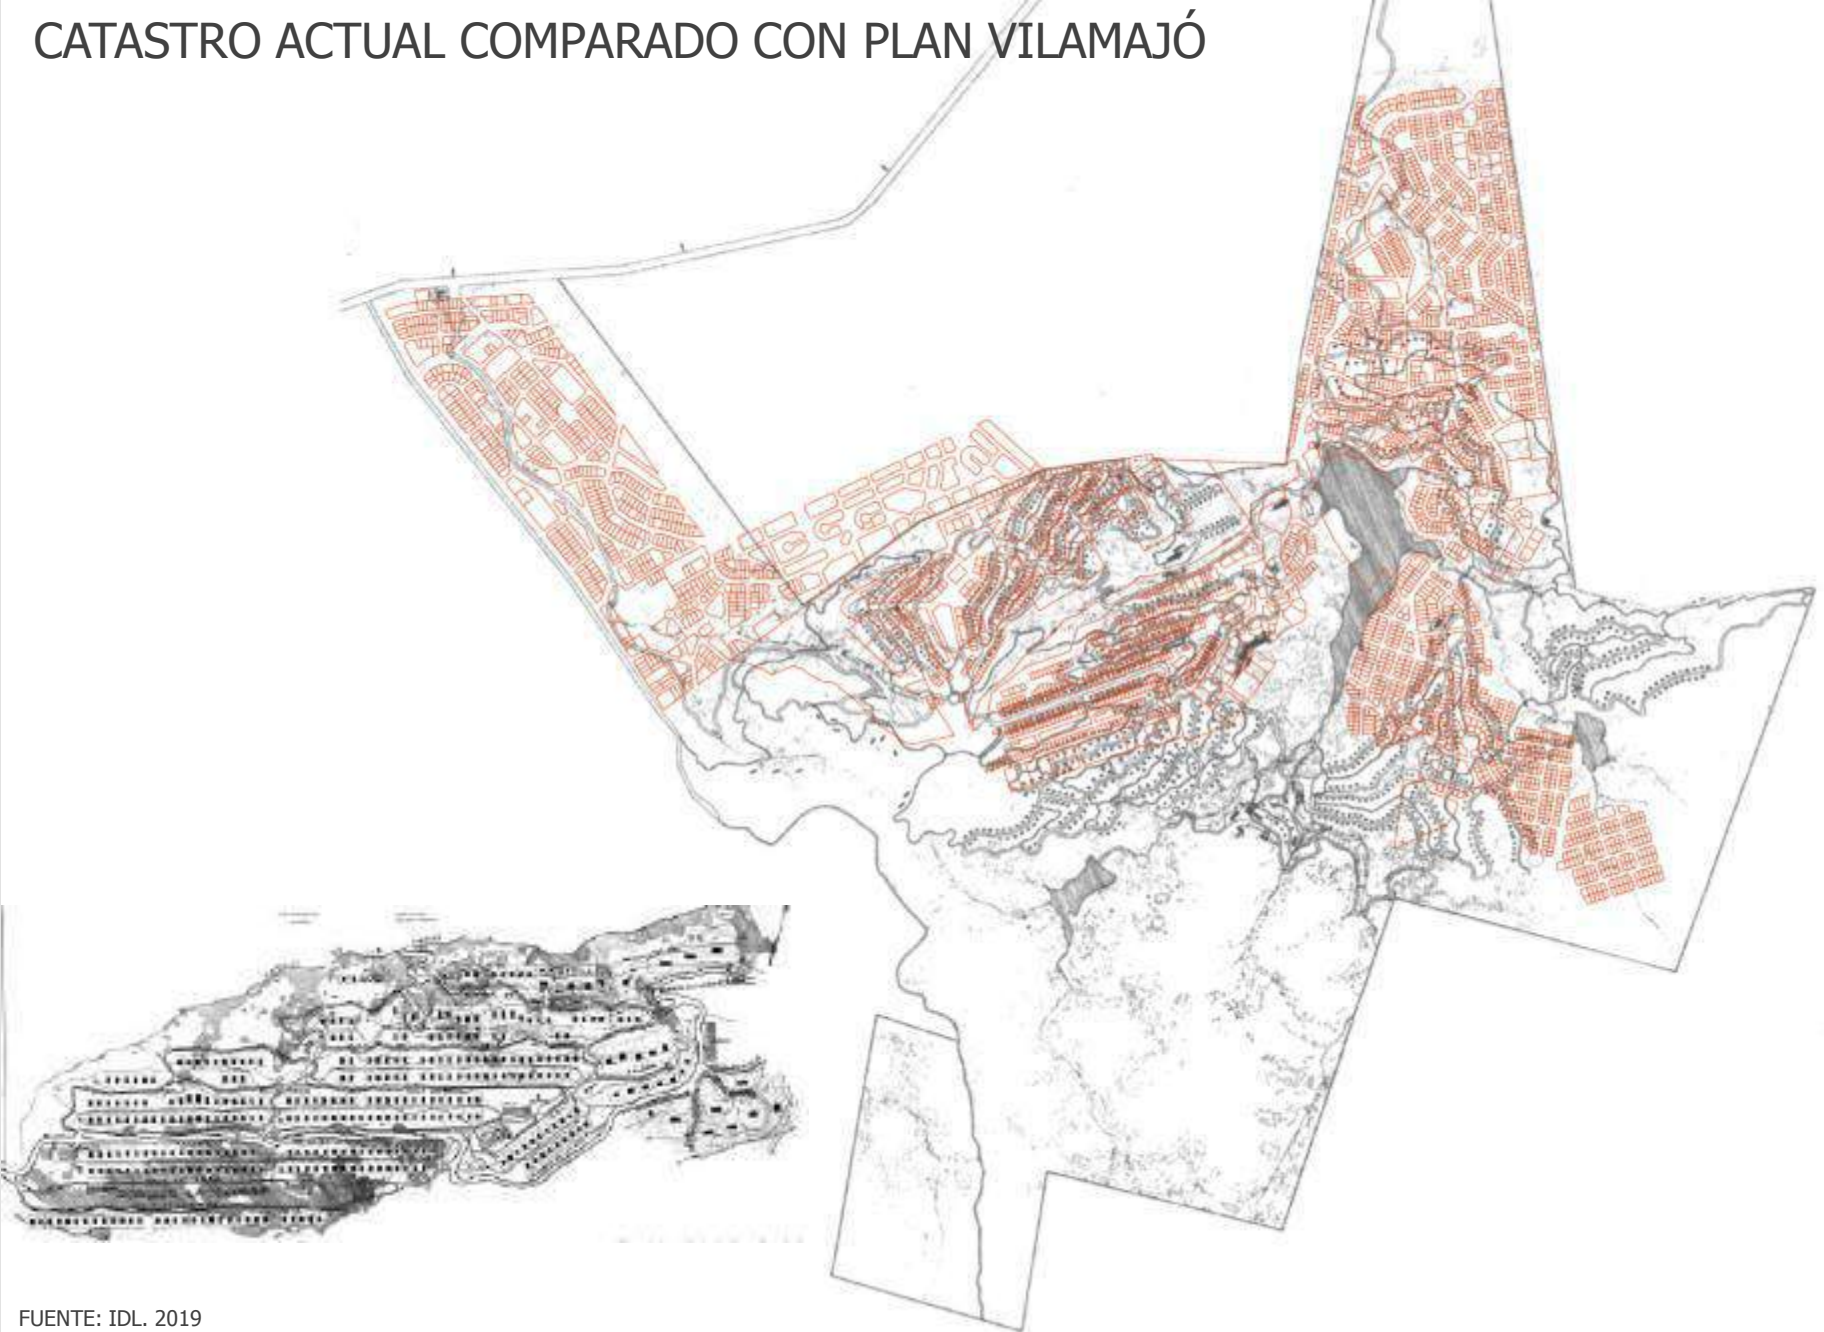 CATASTRO ACTUAL COMPARADO CON PLAN VILAMAJÓ
FUENTE: IDL. 2019